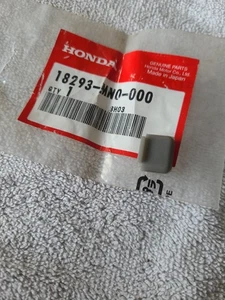 HONDA
GENUINE PARTS
Honda Motor Co., Ltd.
Made in Japan
18293-MN0-000
QTY 1